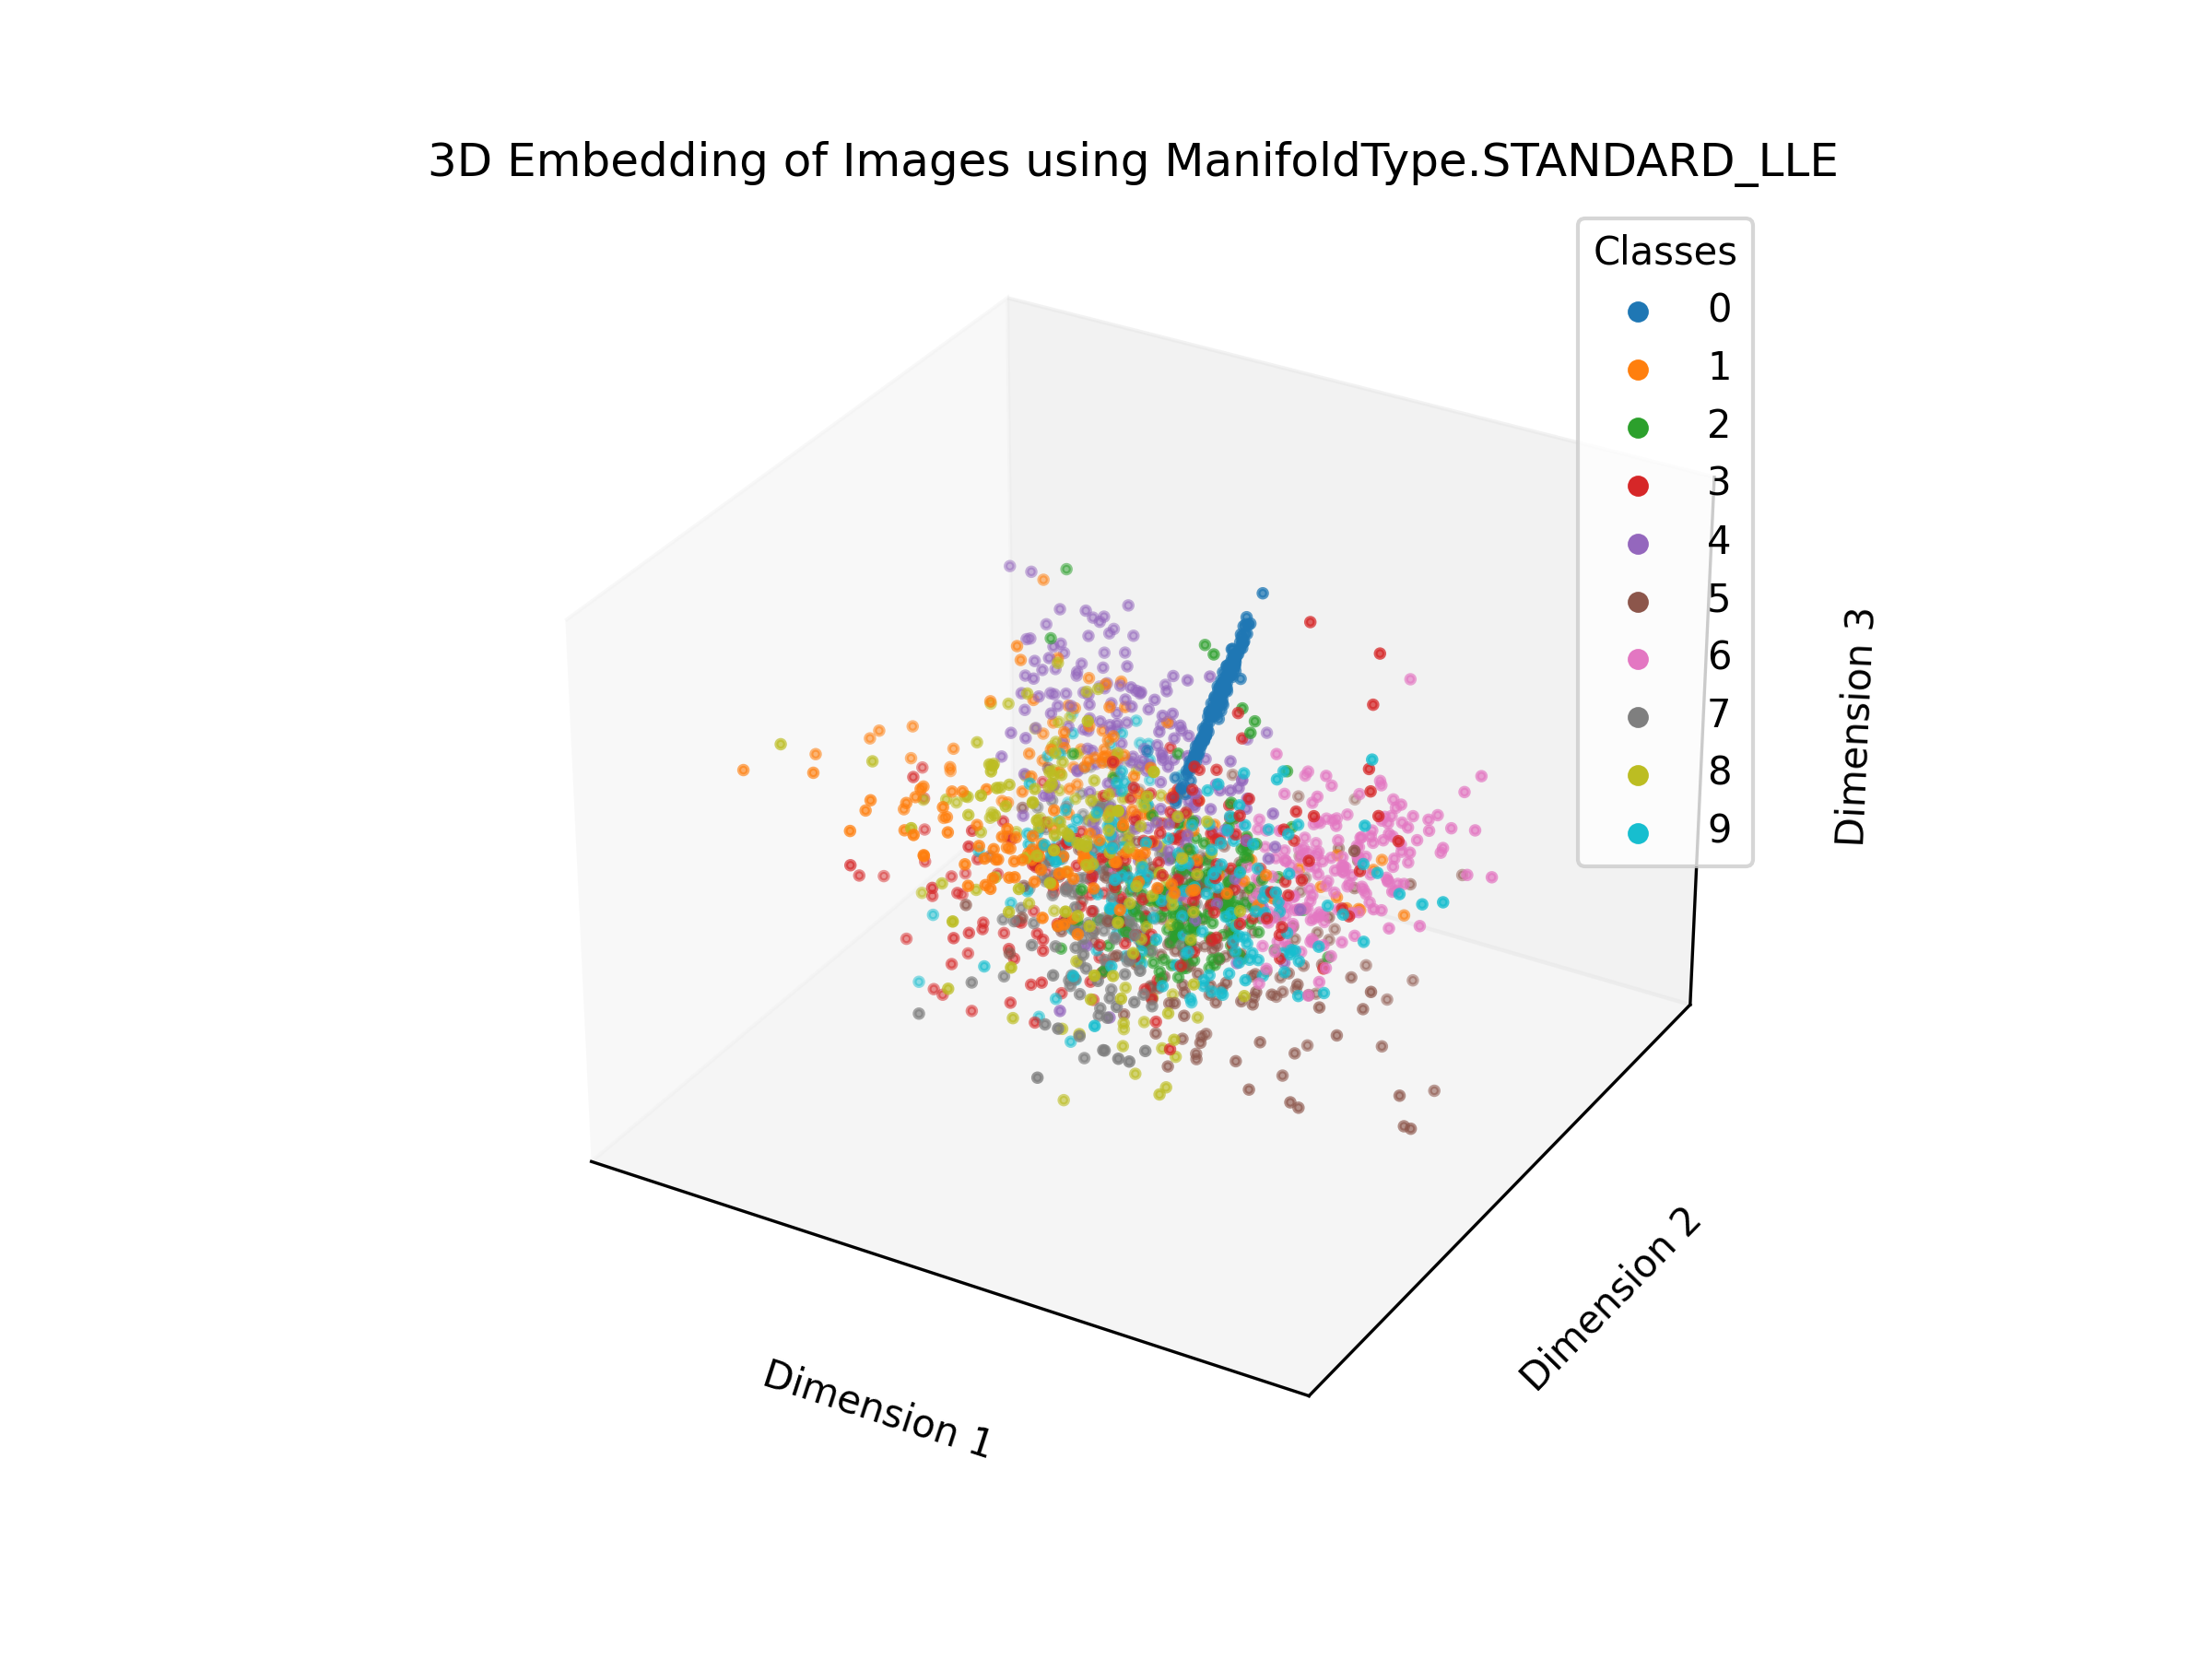 3D Embedding of Images using ManifoldType.STANDARD_LLE
Classes
0
1
2
3
4
5
6
7
8
9
Dimension 3
Dimension 2
Dimension 1